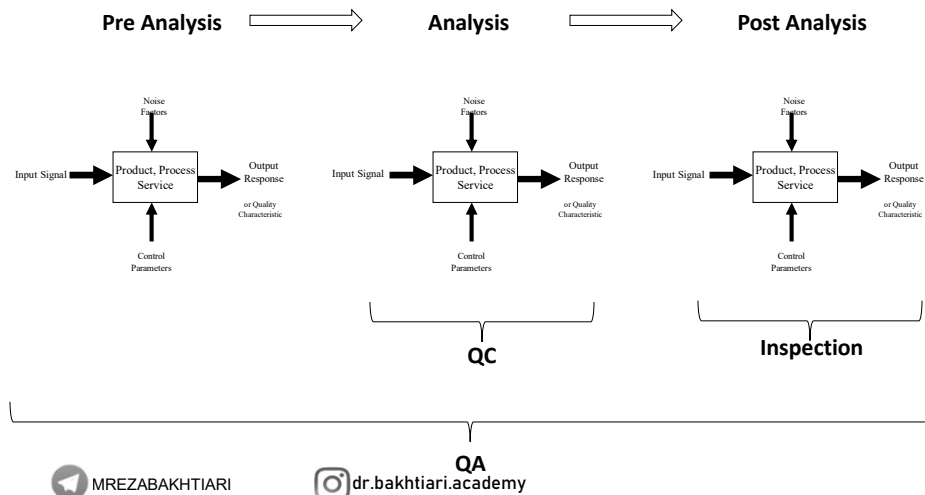 Pre Analysis
Analysis
Post Analysis
Noise
Factors
Input Signal
Product, Process
Service
Output
Response
or Quality
Characteristic
Control
Parameters
Noise
Factors
Input Signal
Product, Process
Service
Output
Response
or Quality
Characteristic
Control
Parameters
Noise
Factors
Input Signal
Product, Process
Service
Output
Response
or Quality
Characteristic
Control
Parameters
QC
Inspection
QA
MREZABAKHTIARI
dr.bakhtiari.academy